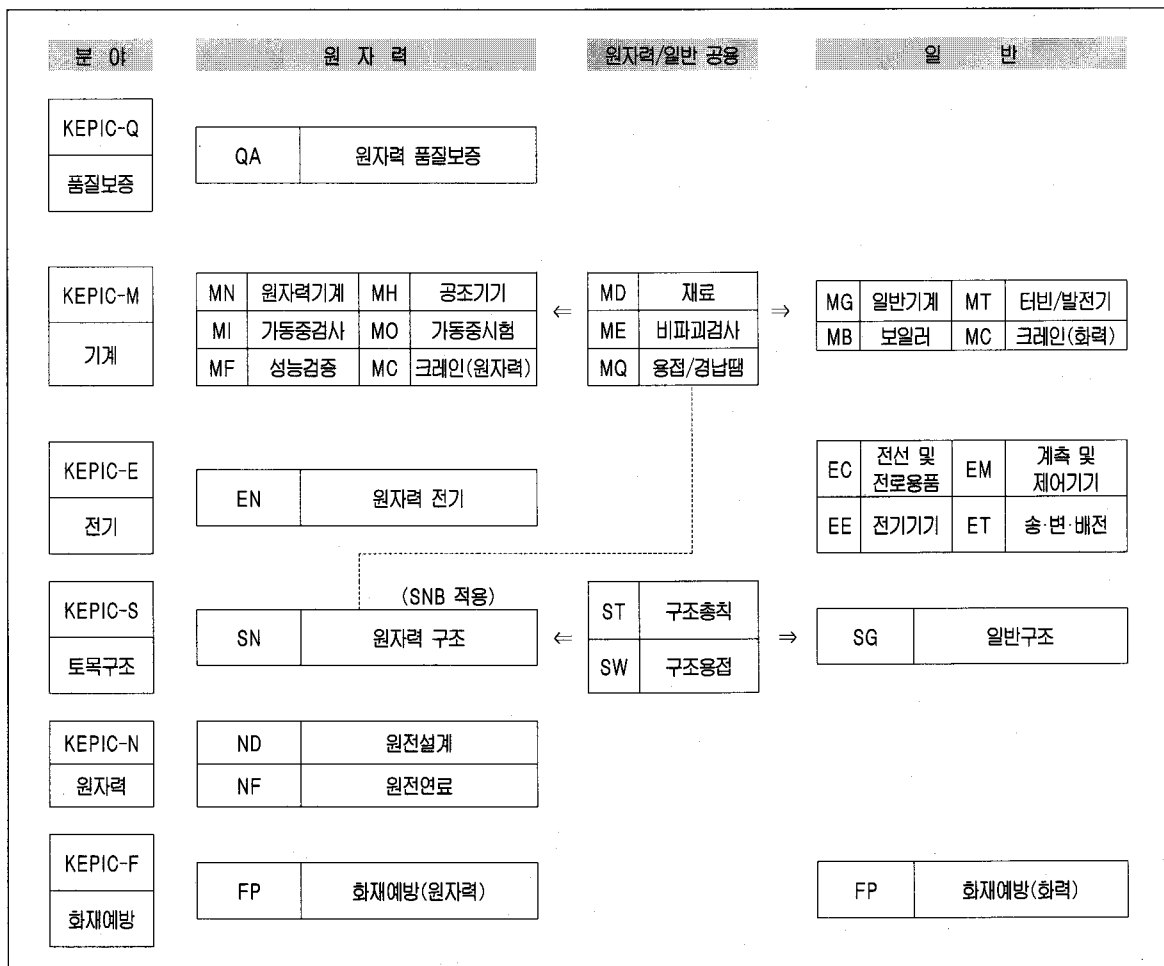 분 야 원 자 력 원자력/일반 공용 일 반
KEPIC-Q
품질보증
QA 원자력 품질보증
KEPIC-M
기계
MN 원자력기계 MH 공조기기
MI 가동중검사 MO 가동중시험
MF 성능검증 MC 크레인(원자력)
⇐
MD 재료
ME 비파괴검사
MQ 용접/경납땜
⇒
MG 일반기계 MT 터빈/발전기
MB 보일러 MC 크레인(화력)
KEPIC-E
전기
EN 원자력 전기
EC 전선 및 전로용품 EM 계측 및 제어기기
EE 전기기기 ET 송·변·배전
KEPIC-S
토목구조
(SNB 적용)
SN 원자력 구조
⇐
ST 구조총칙
SW 구조용접
⇒
SG 일반구조
KEPIC-N
원자력
ND 원전설계
NF 원전연료
KEPIC-F
화재예방
FP 화재예방(원자력)
FP 화재예방(화력)